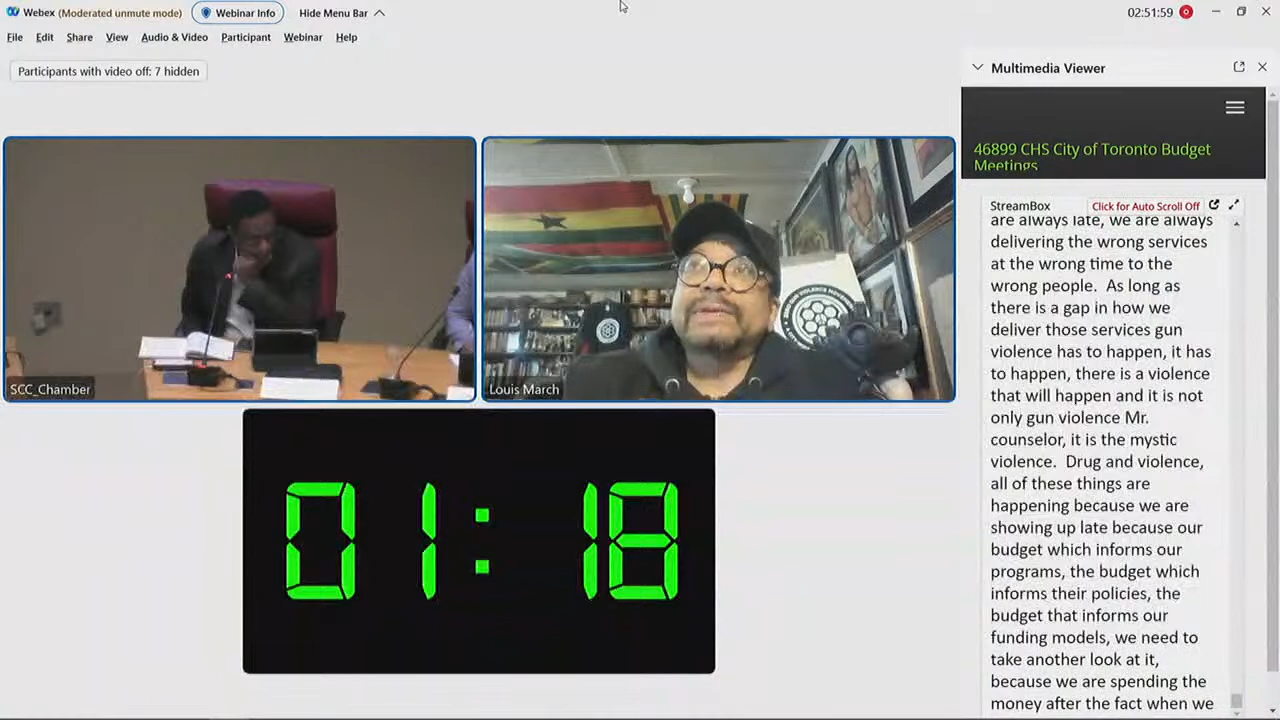 Webex (Moderated unmute mode) Webinar Info Hide Menu Bar 02:51:59
File Edit Share View Audio & Video Participant Webinar Window Help
Participants with video off: 7 hidden
Multimedia Viewer
46899 CHS City of Toronto Budget
Meetings
StreamBox Click for Auto Scroll Off
are always late, we are always
delivering the wrong services
at the wrong time to the
wrong people. As long as
there is a gap in how we
deliver those services gun
violence has to happen, it has
to happen, there is a violence
that will happen and it is not
only gun violence Mr.
counselor, it is the mystic
violence. Drug and violence,
all of these things are
happening because we are
showing up late because our
budget which informs our
programs, the budget which
informs their policies, the
budget that informs our
funding models, we need to
take another look at it,
because we are spending the
money after the fact when we
SCC_Chamber
Louis March
01:18